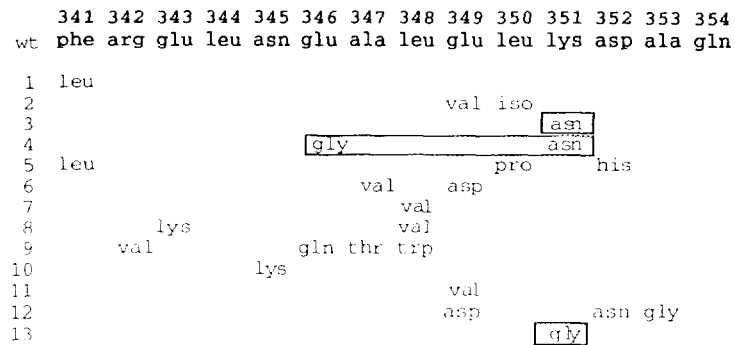 341 342 343 344 345 346 347 348 349 350 351 352 353 354
wt phe arg glu leu asn glu ala leu glu leu lys asp ala gln
1 leu
2 val iso
3 asn
4 gly asn
5 leu pro his
6 val asp
7 val
8 lys val
9 val gln thr trp
10 lys
11 val
12 asp asn gly
13 gly